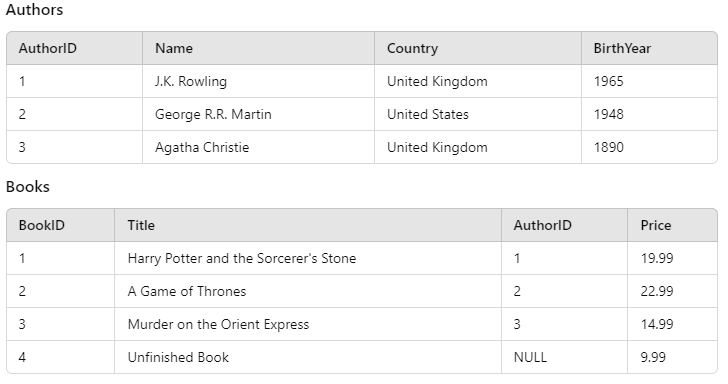 Authors
AuthorID Name Country BirthYear
1 J.K. Rowling United Kingdom 1965
2 George R.R. Martin United States 1948
3 Agatha Christie United Kingdom 1890
Books
BookID Title AuthorID Price
1 Harry Potter and the Sorcerer's Stone 1 19.99
2 A Game of Thrones 2 22.99
3 Murder on the Orient Express 3 14.99
4 Unfinished Book NULL 9.99